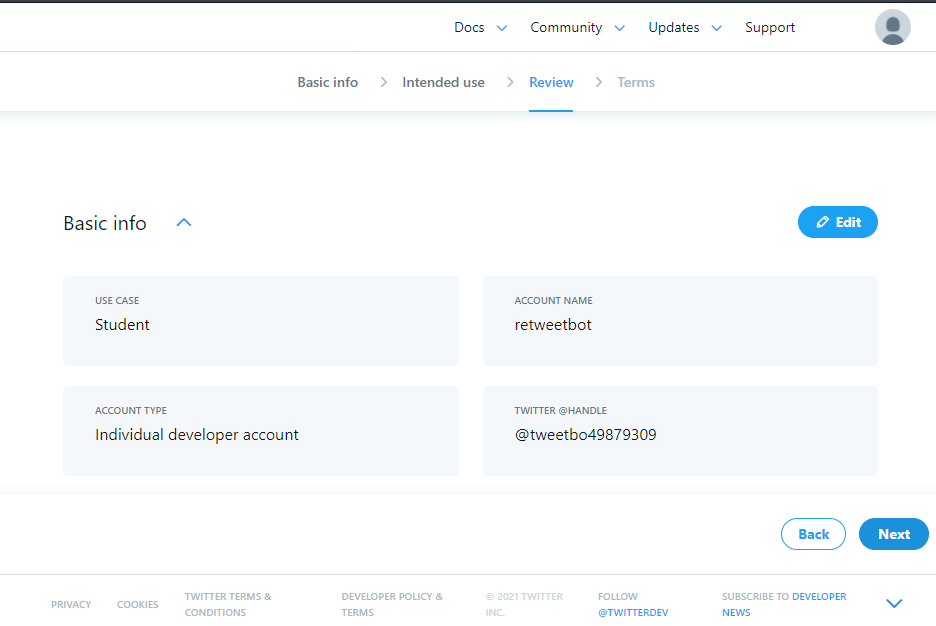 Docs Community Updates Support
Basic info Intended use Review Terms
Basic info
Edit
USE CASE
Student
ACCOUNT NAME
retweetbot
ACCOUNT TYPE
Individual developer account
TWITTER @HANDLE
@tweetbo49879309
Back Next
PRIVACY
COOKIES
TWITTER TERMS &
CONDITIONS
DEVELOPER POLICY &
TERMS
© 2021 TWITTER
INC.
FOLLOW
@TWITTERDEV
SUBSCRIBE TO DEVELOPER
NEWS